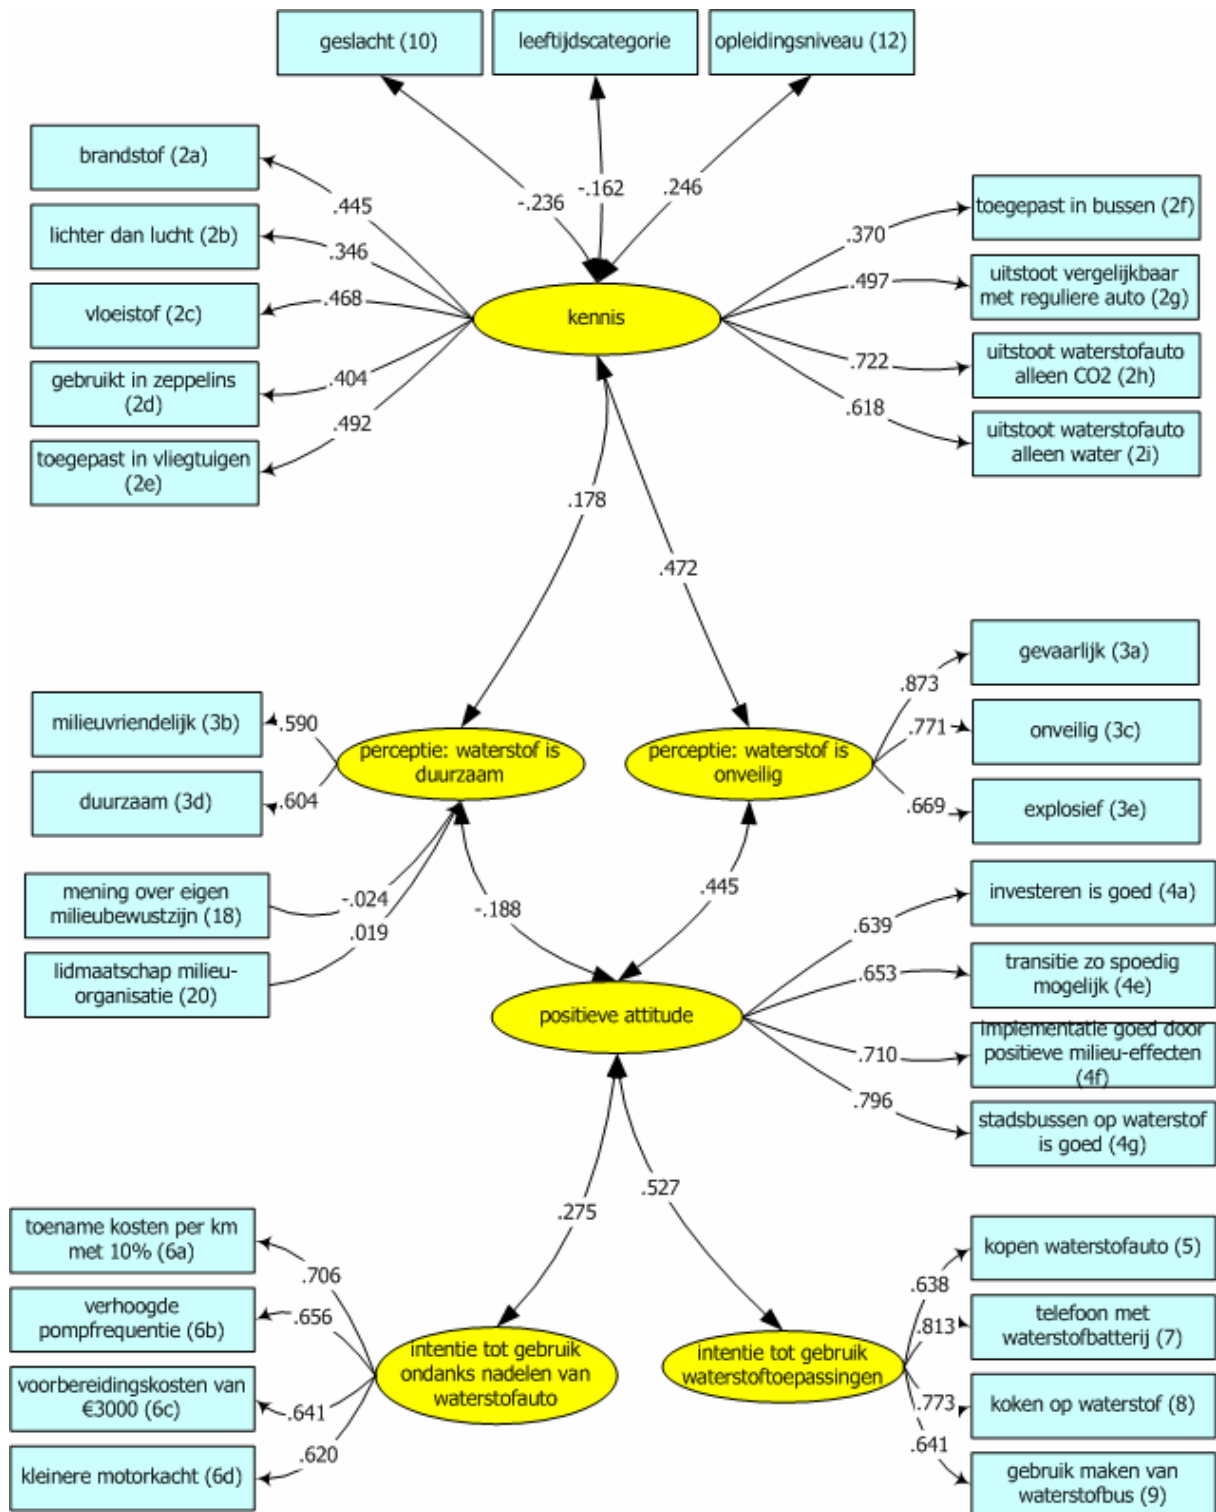 geslacht (10)
leeftijdscategorie
opleidingsniveau (12)
brandstof (2a)
lichter dan lucht (2b)
vloeistof (2c)
gebruikt in zeppelins
(2d)
toegepast in vliegtuigen
(2e)
.445
.346
.468
.404
.492
-.236
-.162
.246
kennis
.370
.497
.722
.618
toegepast in bussen (2f)
uitstoot vergelijkbaar
met reguliere auto (2g)
uitstoot waterstofauto
alleen CO2 (2h)
uitstoot waterstofauto
alleen water (2i)
.178
.472
milieuvriendelijk (3b)
duurzaam (3d)
.590
.604
perceptie: waterstof is
duurzaam
perceptie: waterstof is
onveilig
.873
.771
.669
gevaarlijk (3a)
onveilig (3c)
explosief (3e)
mening over eigen
milieubewustzijn (18)
lidmaatschap milieu-
organisatie (20)
-.024
.019
-.188
.445
positieve attitude
.639
.653
.710
.796
investeren is goed (4a)
transitie zo spoedig
mogelijk (4e)
implementatie goed door
positieve milieu-effecten
(4f)
stadsbussen op waterstof
is goed (4g)
.275
.527
toename kosten per km
met 10% (6a)
verhoogde
pompfrequentie (6b)
voorbereidingskosten van
€3000 (6c)
kleinere motorkacht (6d)
.706
.656
.641
.620
intentie tot gebruik
ondanks nadelen van
waterstofauto
intentie tot gebruik
waterstoftoepassingen
.638
.813
.773
.641
kopen waterstofauto (5)
telefoon met
waterstofbatterij (7)
koken op waterstof (8)
gebruik maken van
waterstofbus (9)